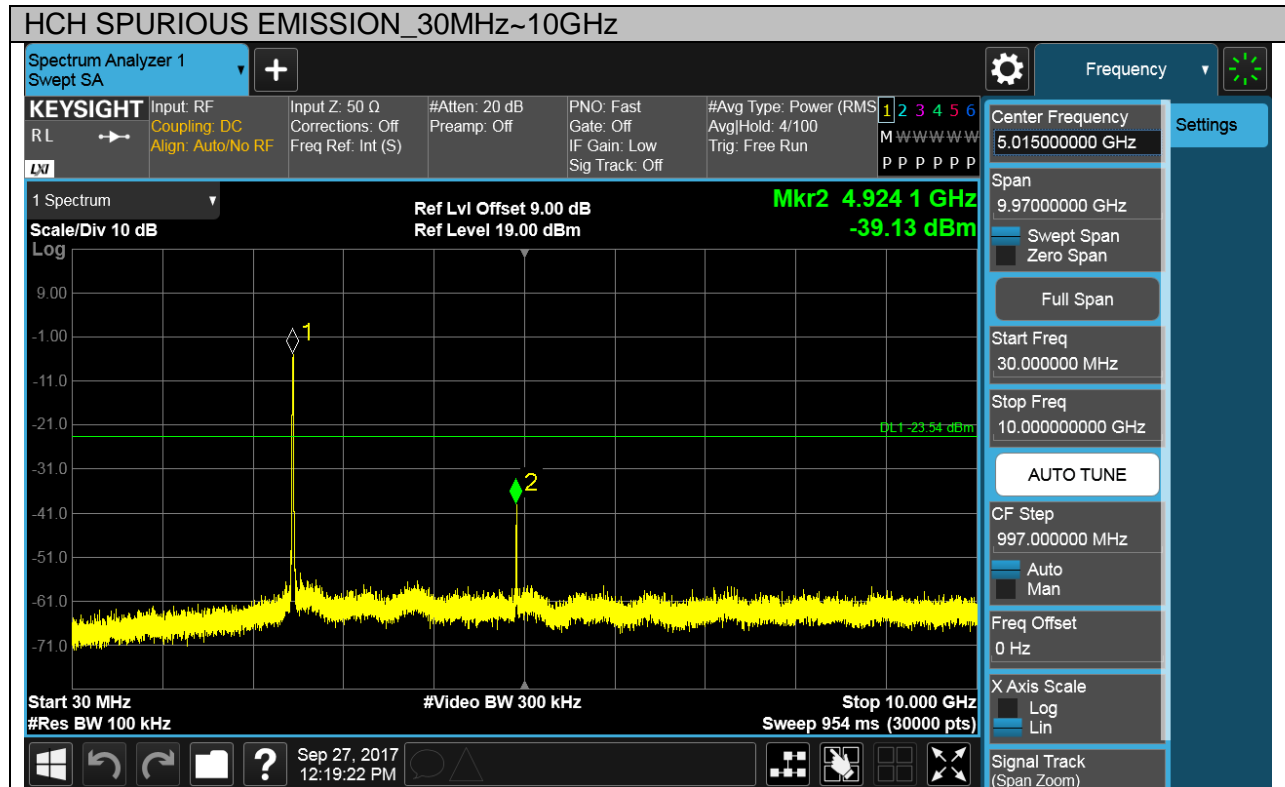 HCH SPURIOUS EMISSION_30MHz~10GHz
Spectrum Analyzer 1
Swept SA
Frequency
KEYSIGHT
RL
LXI
Input: RF
Coupling: DC
Align: Auto/No RF
Input Z: 50 Ω
Corrections: Off
Freq Ref: Int (S)
#Atten: 20 dB
Preamp: Off
PNO: Fast
Gate: Off
IF Gain: Low
Sig Track: Off
#Avg Type: Power (RMS
Avg|Hold: 4/100
Trig: Free Run
1 2 3 4 5 6
M W W W W W
P P P P P P
1 Spectrum
Scale/Div 10 dB
Ref Lvl Offset 9.00 dB
Ref Level 19.00 dBm
Mkr2 4.924 1 GHz
-39.13 dBm
Log
9.00
-1.00
-11.0
-21.0
-31.0
-41.0
-51.0
-61.0
-71.0
1
2
DL1 -23.54 dBm
Start 30 MHz
#Res BW 100 kHz
#Video BW 300 kHz
Stop 10.000 GHz
Sweep 954 ms (30000 pts)
Sep 27, 2017
12:19:22 PM
Center Frequency
5.015000000 GHz
Settings
Span
9.97000000 GHz
Swept Span
Zero Span
Full Span
Start Freq
30.000000 MHz
Stop Freq
10.000000000 GHz
AUTO TUNE
CF Step
997.000000 MHz
Auto
Man
Freq Offset
0 Hz
X Axis Scale
Log
Lin
Signal Track
(Span Zoom)